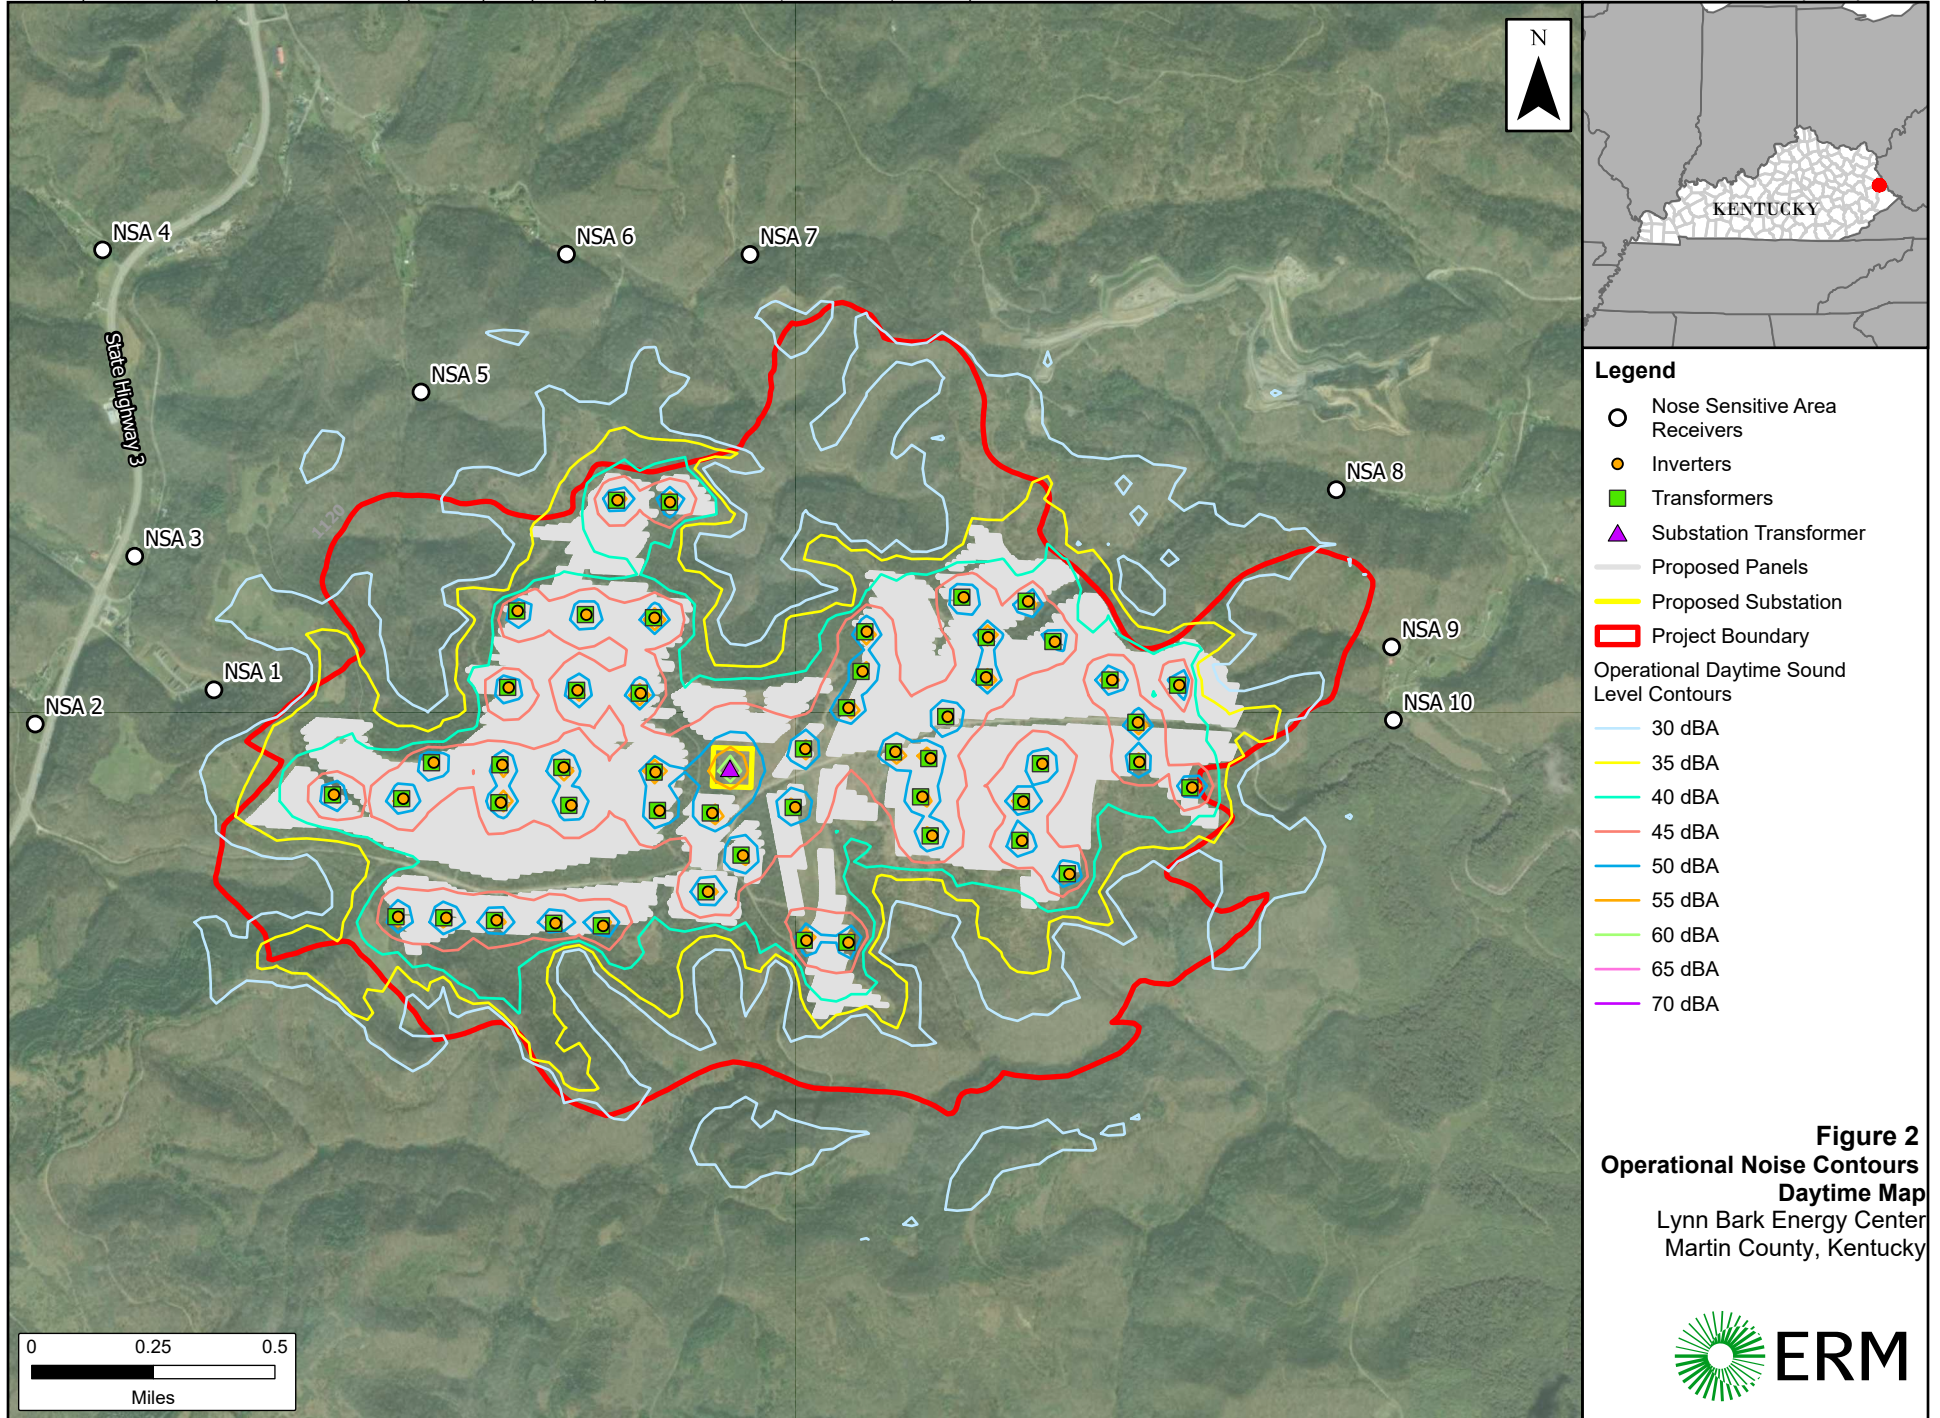 N
NSA 4
NSA 6
NSA 7
State Highway 3
NSA 5
NSA 8
1120
NSA 3
NSA 9
NSA 1
NSA 2
NSA 10
0 0.25 0.5
Miles
KENTUCKY
Legend
Nose Sensitive Area
Receivers
Inverters
Transformers
Substation Transformer
Proposed Panels
Proposed Substation
Project Boundary
Operational Daytime Sound
Level Contours
30 dBA
35 dBA
40 dBA
45 dBA
50 dBA
55 dBA
60 dBA
65 dBA
70 dBA
Figure 2
Operational Noise Contours
Daytime Map
Lynn Bark Energy Center
Martin County, Kentucky
ERM